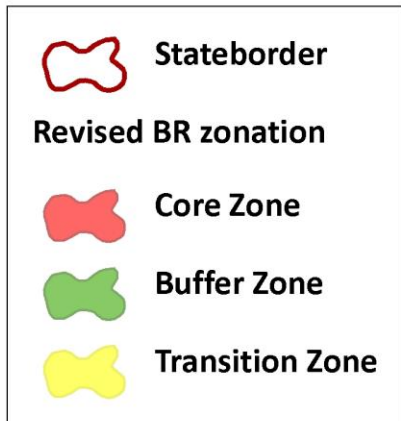 Stateborder
Revised BR zonation
Core Zone
Buffer Zone
Transition Zone